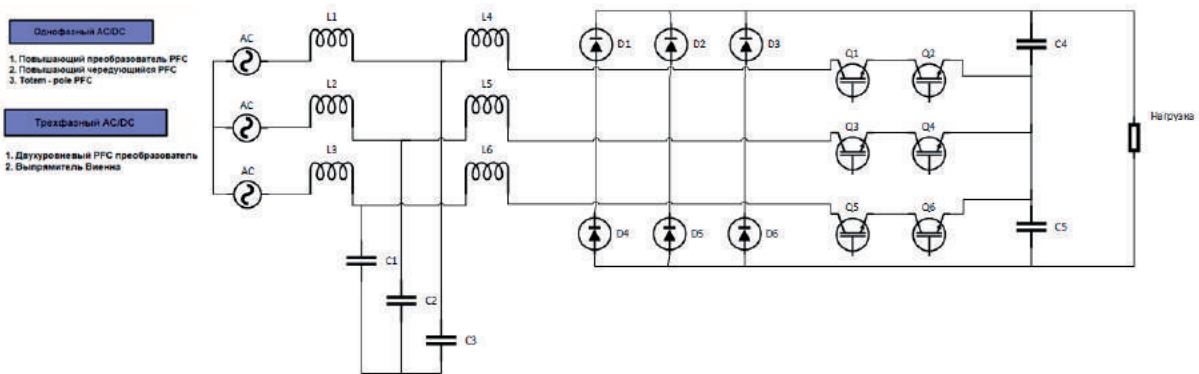 Однофазный AC/DC
1. Повышающий преобразователь PFC
2. Повышающий чередующийся PFC
3. Totem - pole PFC
Трехфазный AC/DC
1. Двухуровневый PFC преобразователь
2. Выпрямитель Виенна
AC
L1
L4
D1
D2
D3
Q1
Q2
C4
AC
L2
L5
Q3
Q4
Нагрузка
AC
L3
L6
Q5
Q6
D4
D5
D6
C5
C1
C2
C3